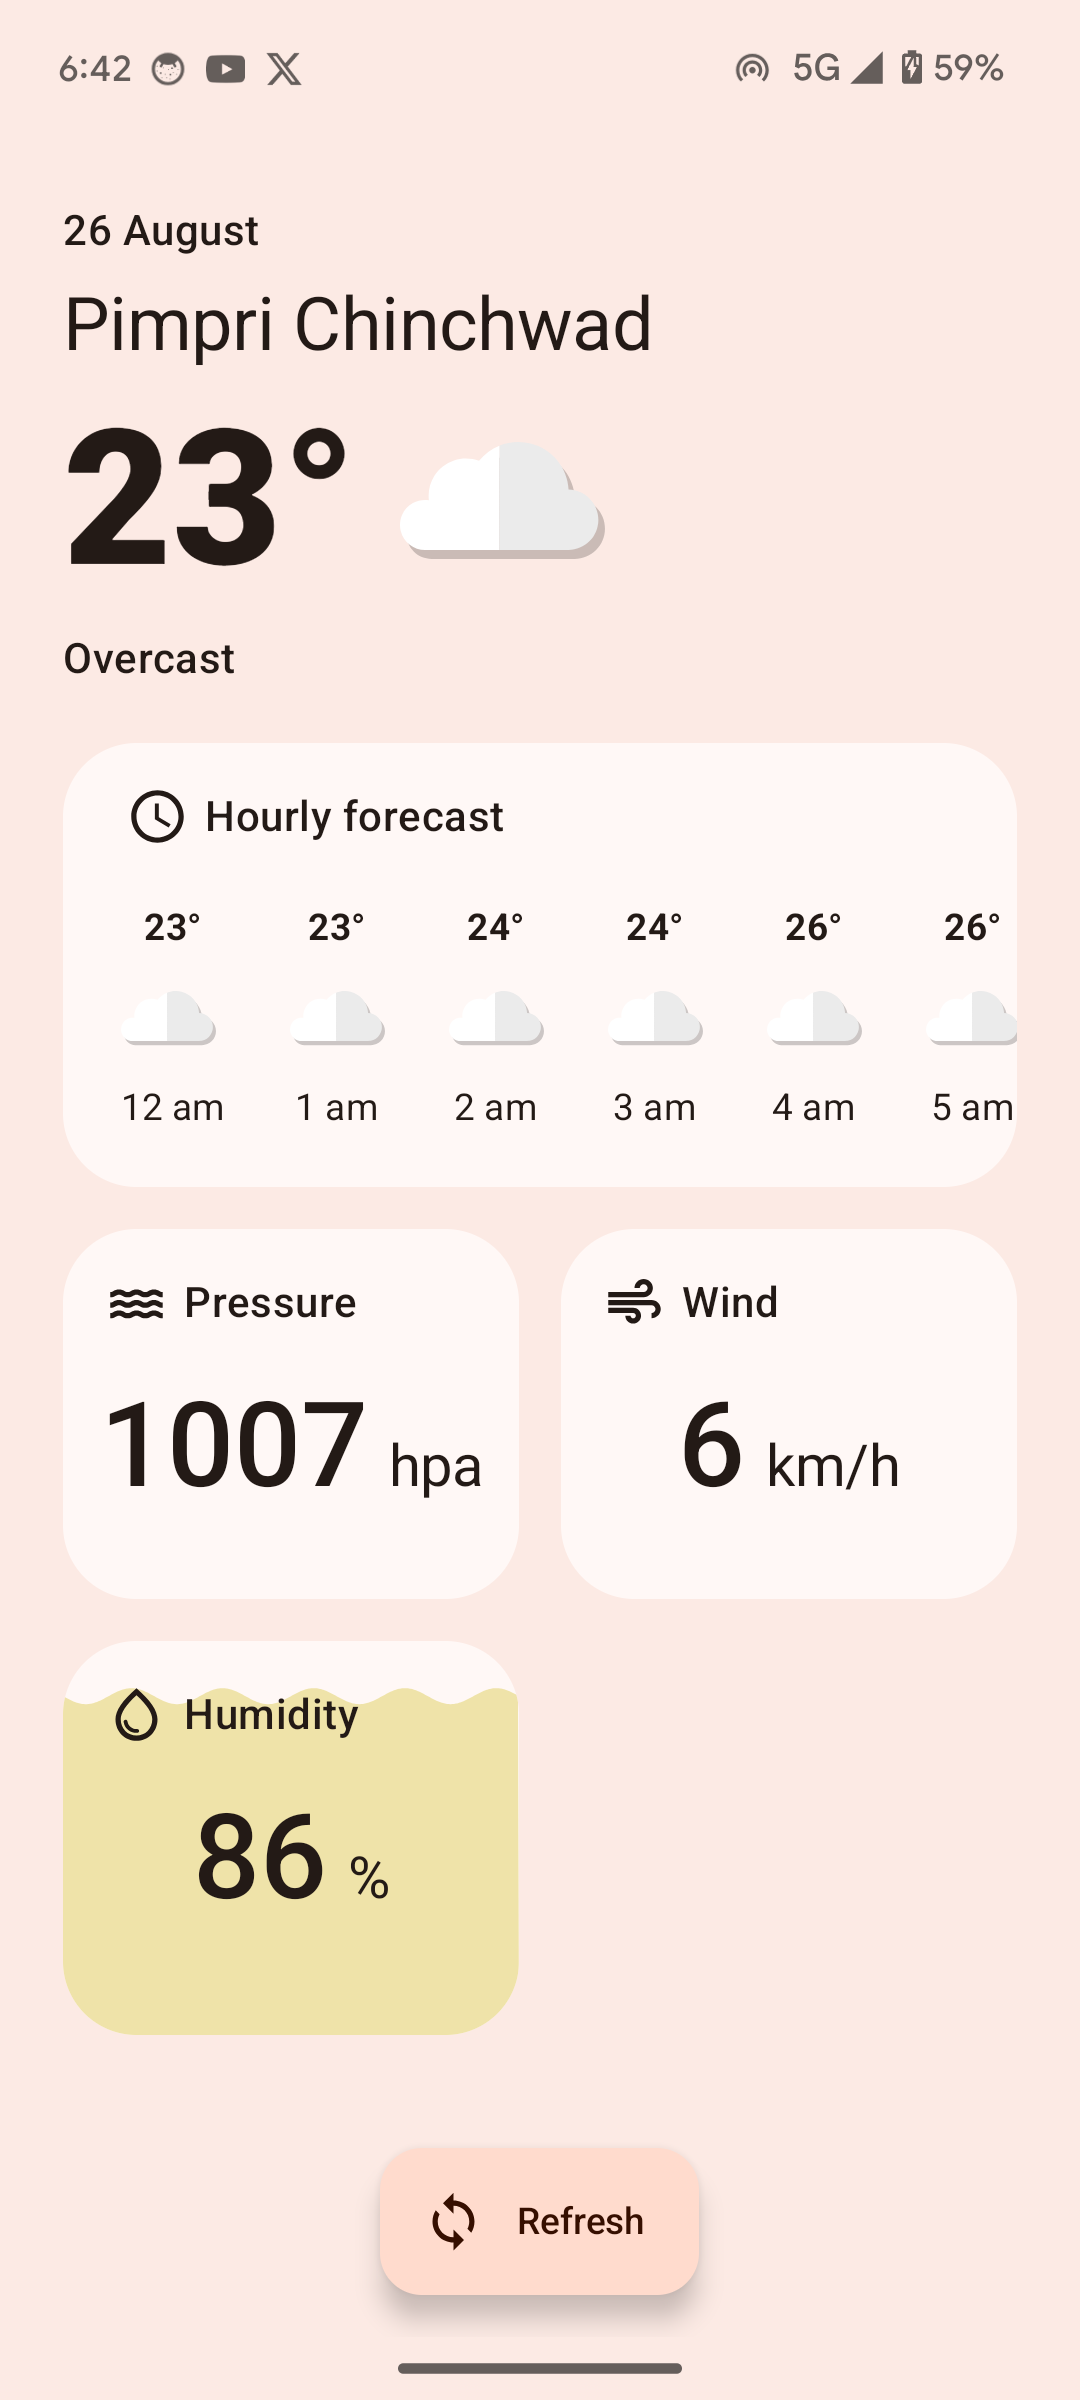 6:42 5G 59%
26 August
Pimpri Chinchwad
23°
Overcast
Hourly forecast
23° 23° 24° 24° 26° 26°
12 am 1 am 2 am 3 am 4 am 5 am
Pressure Wind
1007 hpa 6 km/h
Humidity
86 %
Refresh